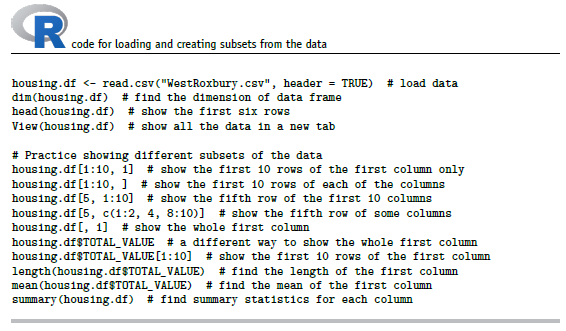 R
code for loading and creating subsets from the data
housing.df <- read.csv("WestRoxbury.csv", header = TRUE)  # load data
dim(housing.df)  # find the dimension of data frame
head(housing.df)  # show the first six rows
View(housing.df)  # show all the data in a new tab
# Practice showing different subsets of the data
housing.df[1:10, 1]  # show the first 10 rows of the first column only
housing.df[1:10, ]  # show the first 10 rows of each of the columns
housing.df[5, 1:10]  # show the fifth row of the first 10 columns
housing.df[5, c(1:2, 4, 8:10)]  # show the fifth row of some columns
housing.df[, 1]  # show the whole first column
housing.df$TOTAL_VALUE  # a different way to show the whole first column
housing.df$TOTAL_VALUE[1:10]  # show the first 10 rows of the first column
length(housing.df$TOTAL_VALUE)  # find the length of the first column
mean(housing.df$TOTAL_VALUE)  # find the mean of the first column
summary(housing.df)  # find summary statistics for each column